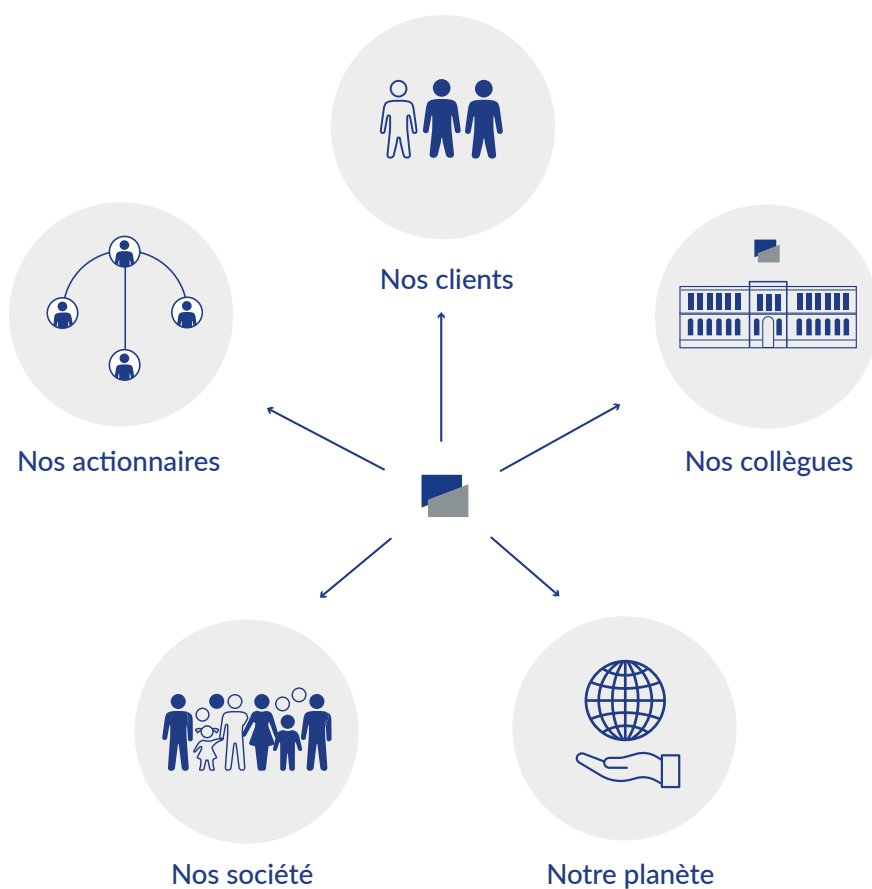 Nos clients
Nos actionnaires
Nos collègues
Nos société
Notre planète